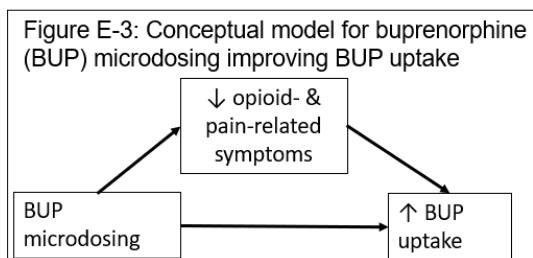 Figure E-3: Conceptual model for buprenorphine
(BUP) microdosing improving BUP uptake
↓ opioid- &
pain-related
symptoms
BUP
microdosing
↑ BUP
uptake